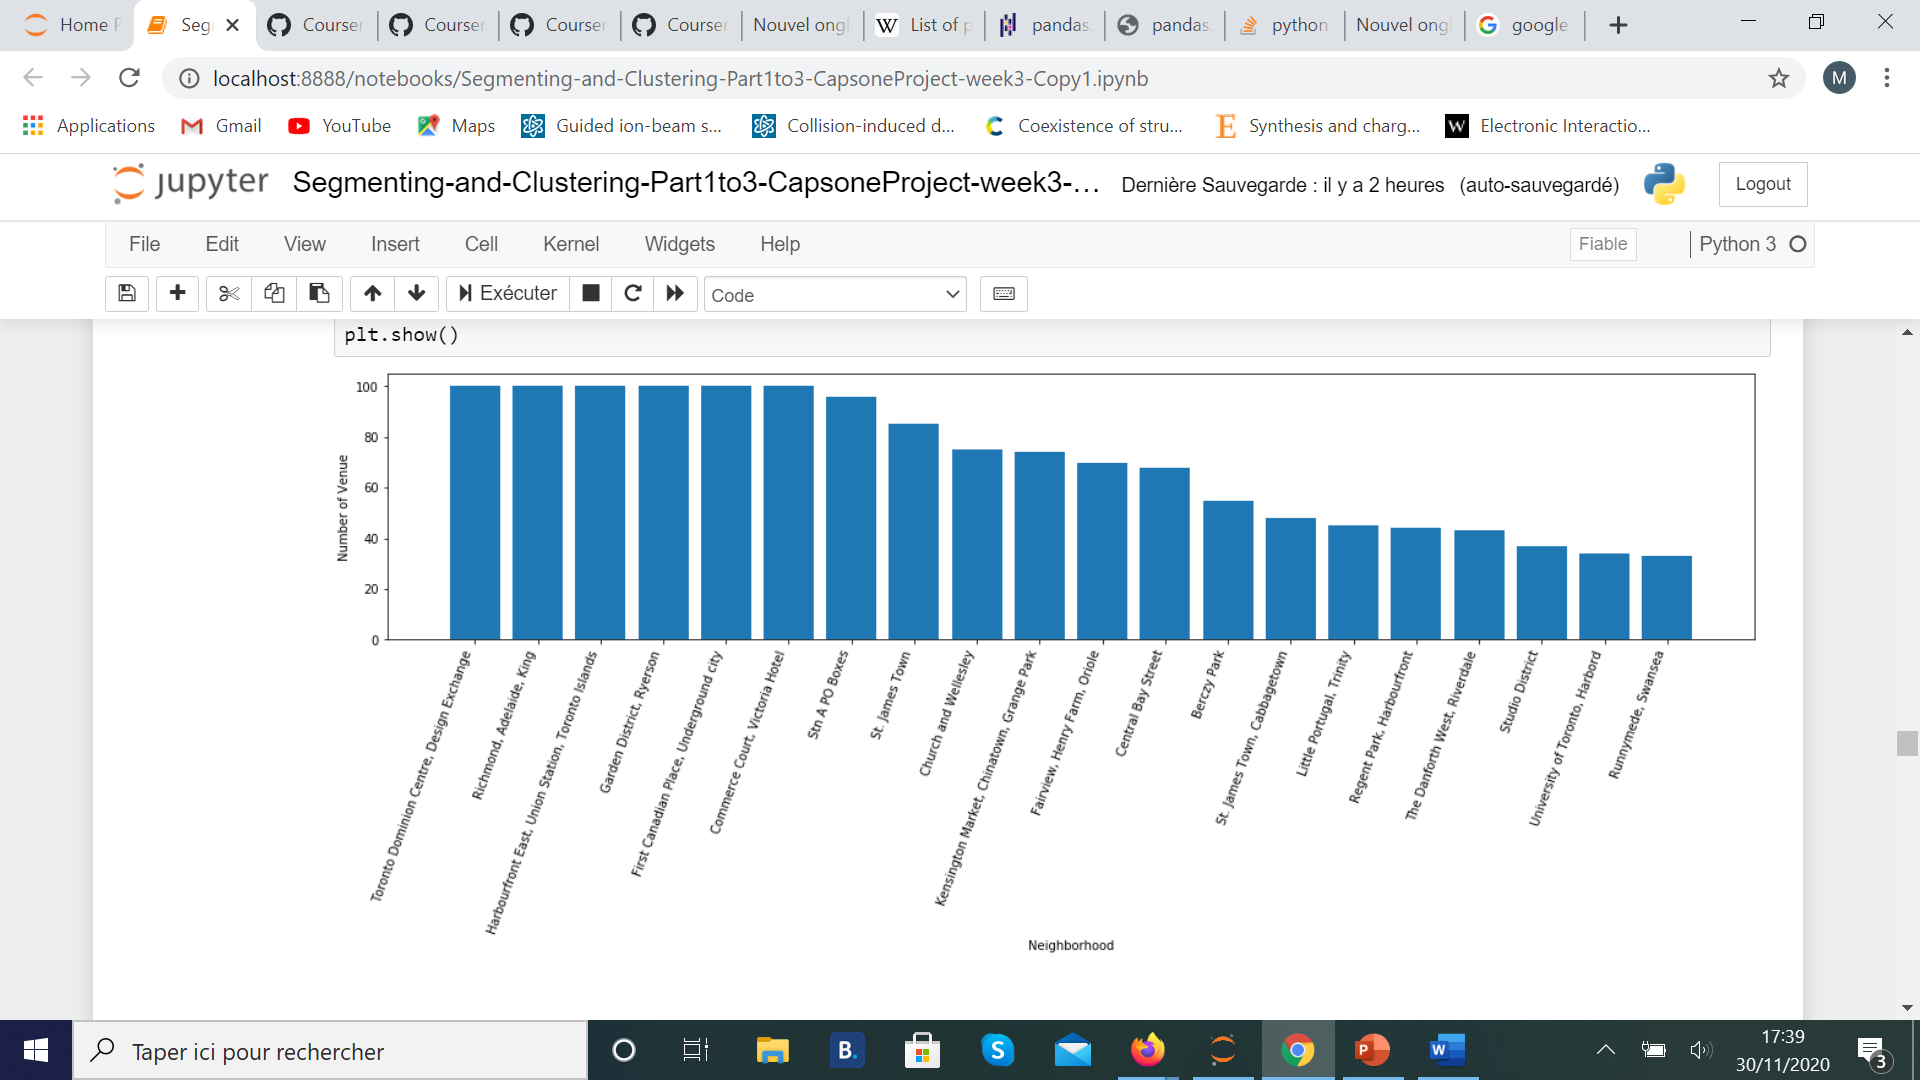 Home P
Seg
Courser
Courser
Courser
Courser
Nouvel ongl
W List of p
pandas.
pandas.
python
Nouvel ong
google
localhost:8888/notebooks/Segmenting-and-Clustering-Part1to3-CapsoneProject-week3-Copy1.ipynb
M
Applications
Gmail
YouTube
Maps
Guided ion-beam s...
Collision-induced d...
Coexistence of stru...
E Synthesis and charg...
W Electronic Interactio...
jupyter Segmenting-and-Clustering-Part1to3-CapsoneProject-week3-... Dernière Sauvegarde : il y a 2 heures (auto-sauvegardé)
Logout
File Edit View Insert Cell Kernel Widgets Help
Fiable
Python 3
Exécuter
Code
plt.show()
Number of Venue
100
80
60
40
20
0
Toronto Dominion Centre, Design Exchange
Richmond, Adelaide, King
Harbourfront East, Union Station, Toronto Islands
Garden District, Ryerson
First Canadian Place, Underground city
Commerce Court, Victoria Hotel
Stn A PO Boxes
St. James Town
Church and Wellesley
Kensington Market, Chinatown, Grange Park
Fairview, Henry Farm, Oriole
Central Bay Street
Berczy Park
St. James Town, Cabbagetown
Little Portugal, Trinity
Regent Park, Harbourfront
The Danforth West, Riverdale
Studio District
University of Toronto, Harbord
Runnymede, Swansea
Neighborhood
Taper ici pour rechercher
B.
S
P
W
17:39
30/11/2020
3